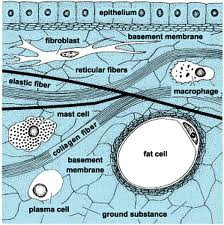 epithelium
fibroblast
basement membrane
reticular fibers
elastic fiber
macrophage
mast cell
collagen fiber
basement
membrane
fat cell
plasma cell
ground substance